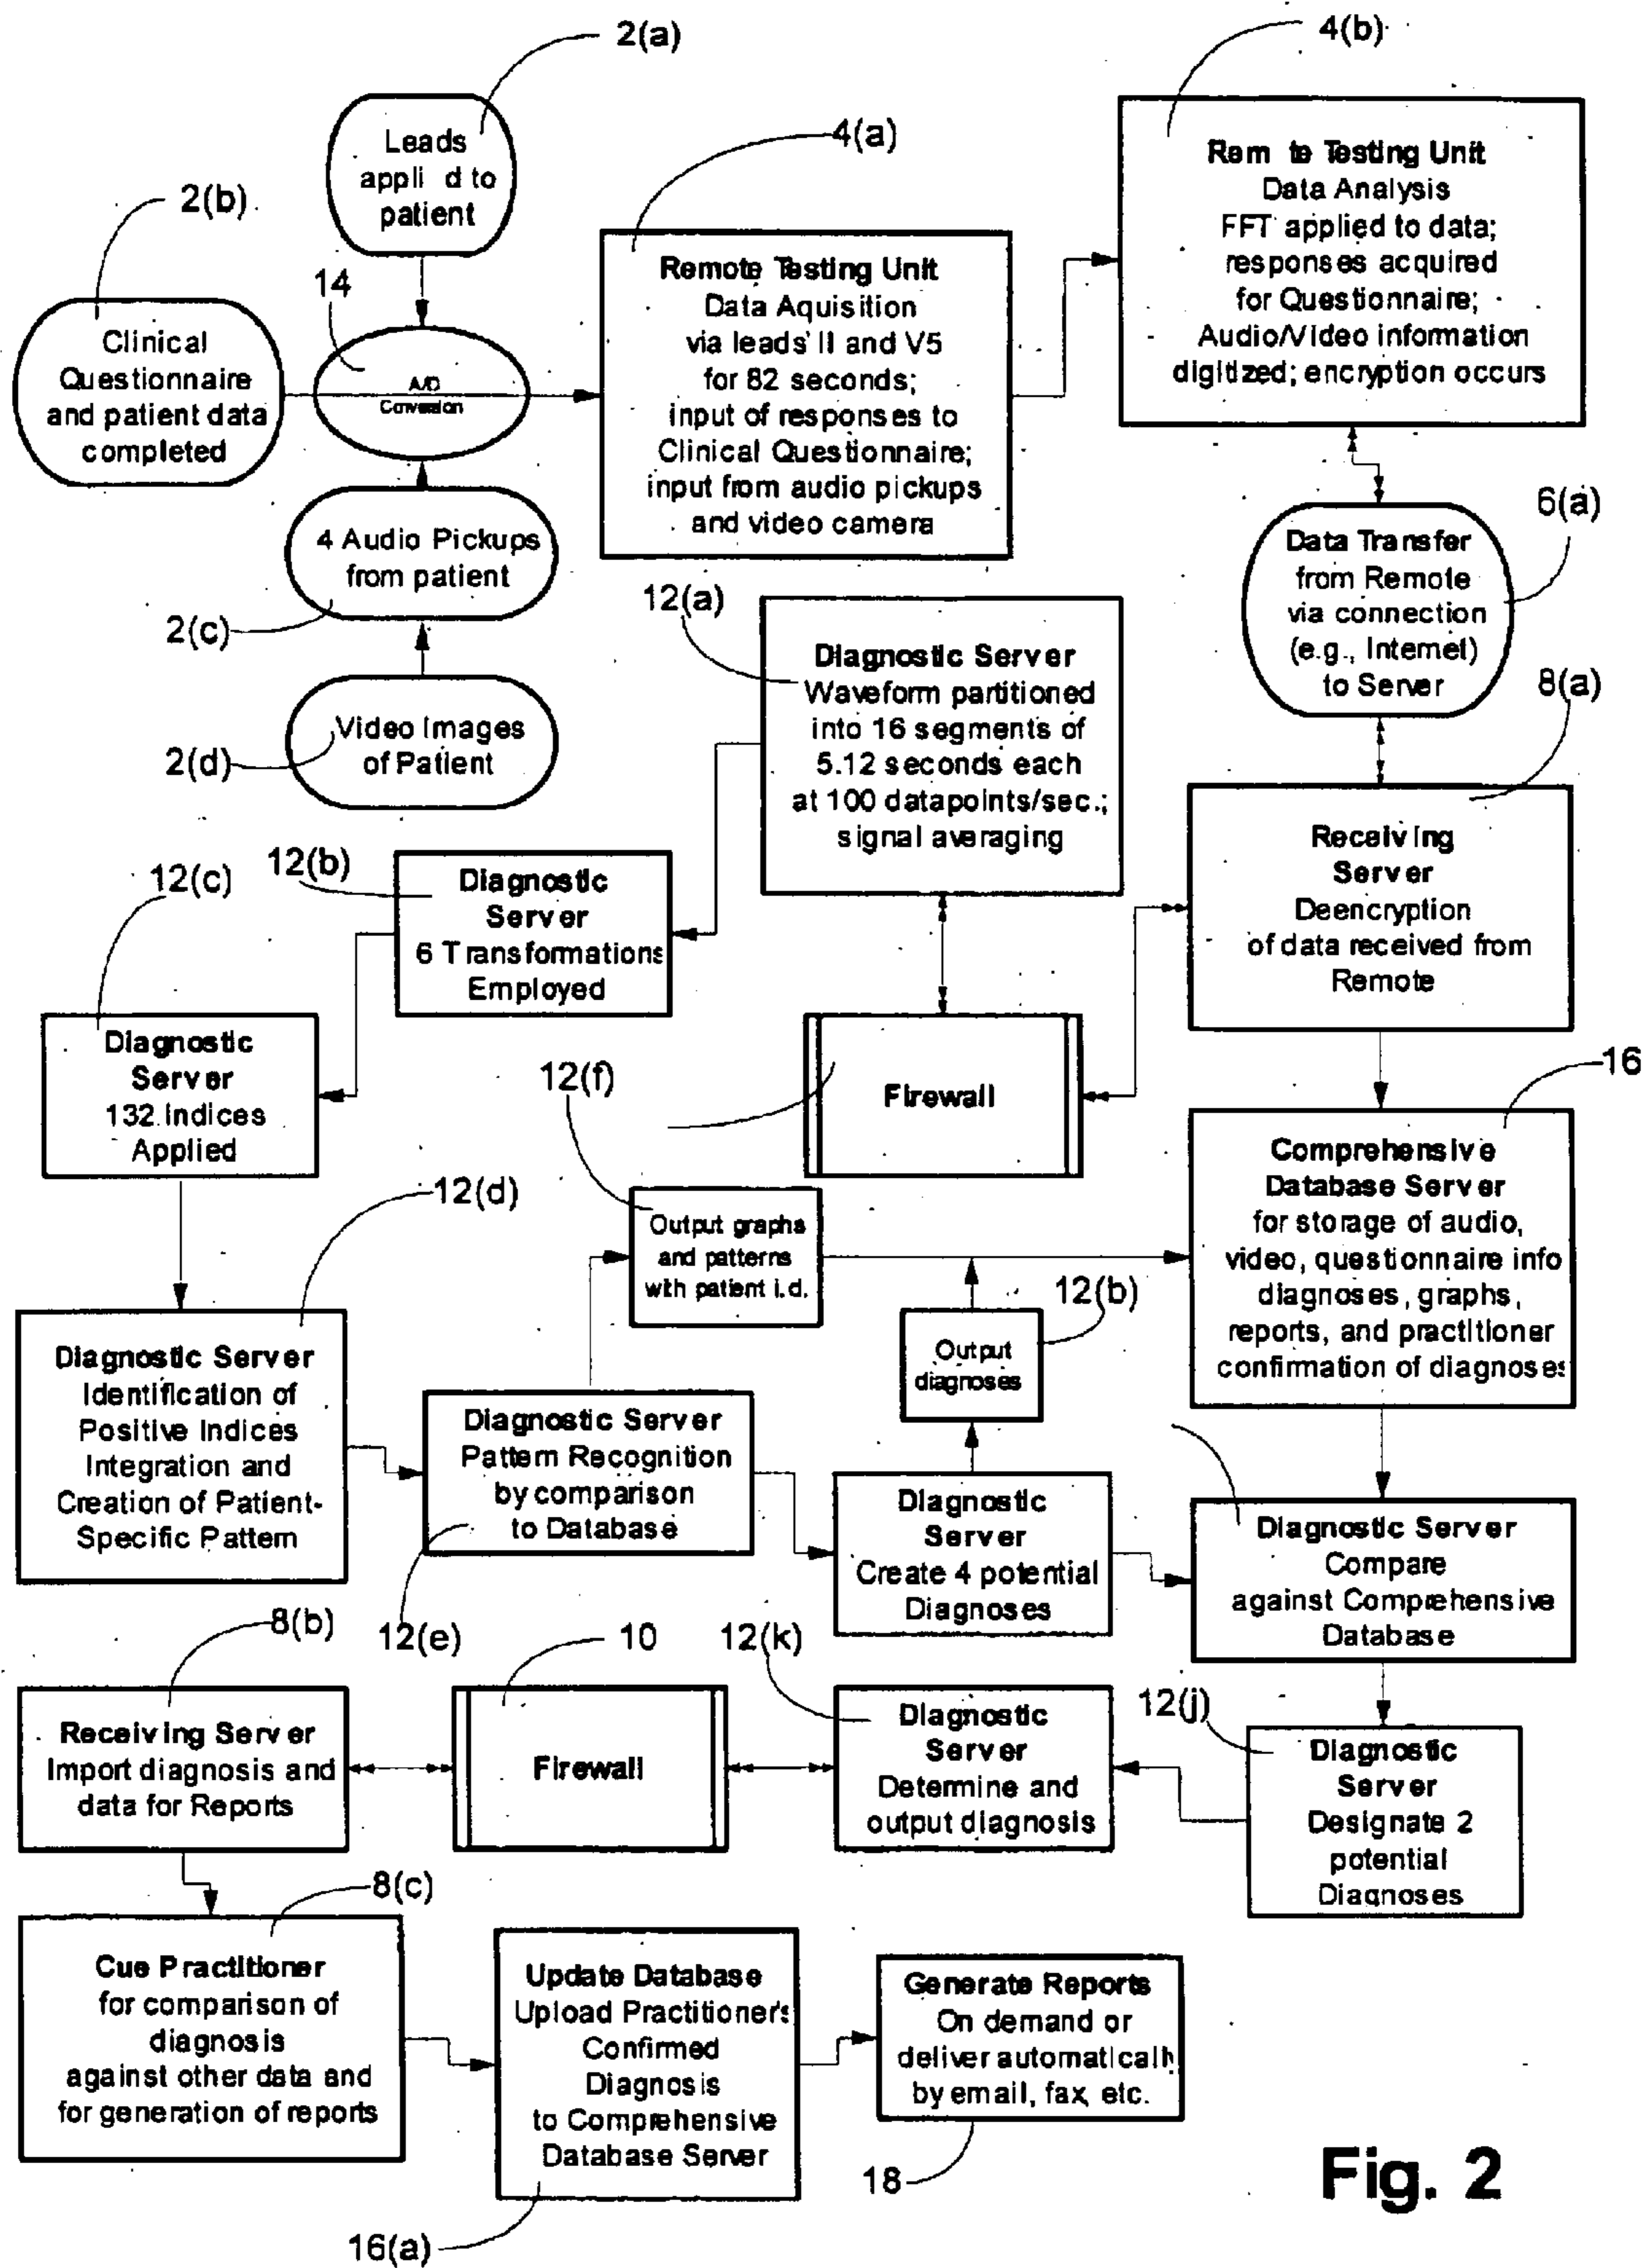 2(a)
Leads
appli d to
patient
2(b)
Clinical
Questionnaire
and patient data
completed
14
A/D
Conversion
4 Audio Pickups
from patient
2(c)
Video Images
of Patient
2(d)
4(a)
Remote Testing Unit
Data Aquisition
via leads II and V5
for 82 seconds;
input of responses to
Clinical Questionnaire;
input from audio pickups
and video camera
4(b)
Rem te Testing Unit
Data Analysis
FFT applied to data;
responses acquired
for Questionnaire;
Audio/Video information
digitized; encryption occurs
6(a)
Data Transfer
from Remote
via connection
(e.g., Internet)
to Server
8(a)
Receiving
Server
Deencryption
of data received from
Remote
12(a)
Diagnostic Server
Waveform partitioned
into 16 segments of
5.12 seconds each
at 100 datapoints/sec.;
signal averaging
12(b)
Diagnostic
Server
6 Transformations
Employed
12(c)
Diagnostic
Server
132 Indices
Applied
Firewall
16
Comprehensive
Database Server
for storage of audio,
video, questionnaire info
diagnoses, graphs,
reports, and practitioner
confirmation of diagnoses
12(f)
Output graphs
and patterns
with patient i.d.
12(b)
Output
diagnoses
12(d)
Diagnostic Server
Identification of
Positive Indices
Integration and
Creation of Patient-
Specific Pattern
Diagnostic Server
Pattern Recognition
by comparison
to Database
12(e)
Diagnostic
Server
Create 4 potential
Diagnoses
Diagnostic Server
Compare
against Comprehensive
Database
8(b)
Receiving Server
Import diagnosis and
data for Reports
10
Firewall
12(k)
Diagnostic
Server
Determine and
output diagnosis
12(j)
Diagnostic
Server
Designate 2
potential
Diagnoses
8(c)
Cue Practitioner
for comparison of
diagnosis
against other data and
for generation of reports
Update Database
Upload Practitioner's
Confirmed
Diagnosis
to Comprehensive
Database Server
16(a)
Generate Reports
On demand or
deliver automatically
by email, fax, etc.
18
Fig. 2